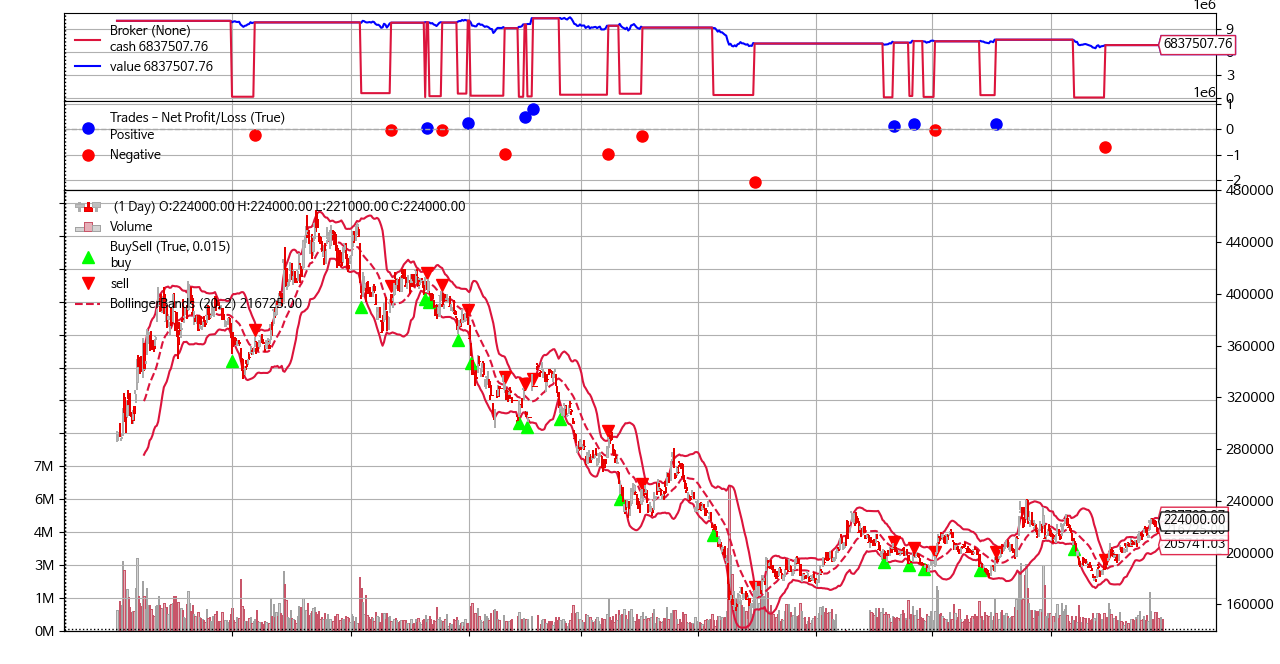 1e6
Broker (None)
cash 6837507.76
value 6837507.76
9
6837507.76
3
0
1e6
Trades - Net Profit/Loss (True)
Positive
Negative
1
0
−1
−2
(1 Day) O:224000.00 H:224000.00 L:221000.00 C:224000.00
Volume
BuySell (True, 0.015)
buy
sell
BollingerBands (20, 2) 216725.00
480000
440000
400000
360000
320000
280000
240000
224000.00
205741.03
200000
160000
7M
6M
4M
3M
1M
0M